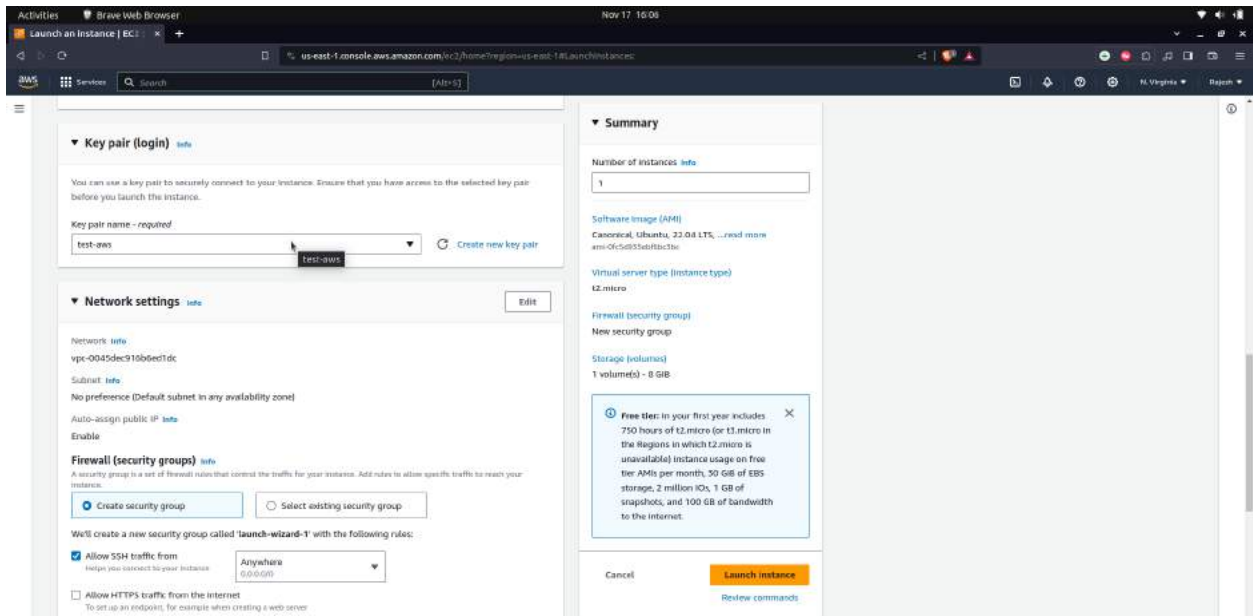 Activities
Brave Web Browser
Nov 17 16:06
Launch an instance | EC2
us-east-1.console.aws.amazon.com/ec2/home?region=us-east-1#LaunchInstances:
aws
Services
Search
[Alt+S]
N. Virginia
Rajesh
Key pair (login) Info
You can use a key pair to securely connect to your instance. Ensure that you have access to the selected key pair
before you launch the instance.
Key pair name - required
test-aws
Create new key pair
test-aws
Network settings Info
Edit
Network Info
vpc-0045dec916b6ed1dc
Subnet Info
No preference (Default subnet in any availability zone)
Auto-assign public IP Info
Enable
Firewall (security groups) Info
A security group is a set of firewall rules that control the traffic for your instance. Add rules to allow specific traffic to reach your
instance.
Create security group
Select existing security group
We'll create a new security group called 'launch-wizard-1' with the following rules:
Allow SSH traffic from
Helps you connect to your instance
Anywhere
0.0.0.0/0
Allow HTTPS traffic from the internet
To set up an endpoint, for example when creating a web server
Summary
Number of instances Info
1
Software Image (AMI)
Canonical, Ubuntu, 22.04 LTS, ...read more
Virtual server type (instance type)
t2.micro
Firewall (security group)
New security group
Storage (volumes)
1 volume(s) - 8 GiB
Free tier: In your first year includes
750 hours of t2.micro (or t3.micro in
the Regions in which t2.micro is
unavailable) instance usage on free
tier AMIs per month, 30 GiB of EBS
storage, 2 million IOs, 1 GB of
snapshots, and 100 GB of bandwidth
to the internet.
Cancel
Launch instance
Review commands